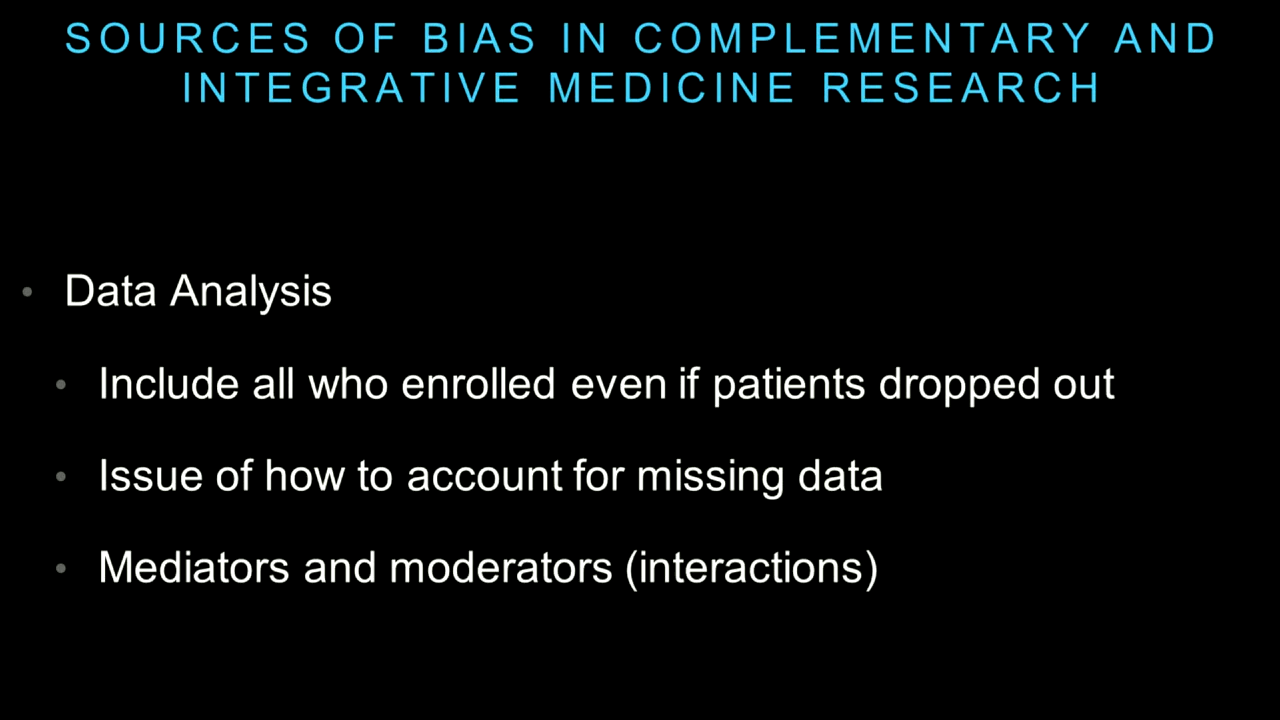 SOURCES OF BIAS IN COMPLEMENTARY AND
INTEGRATIVE MEDICINE RESEARCH
• Data Analysis
• Include all who enrolled even if patients dropped out
• Issue of how to account for missing data
• Mediators and moderators (interactions)